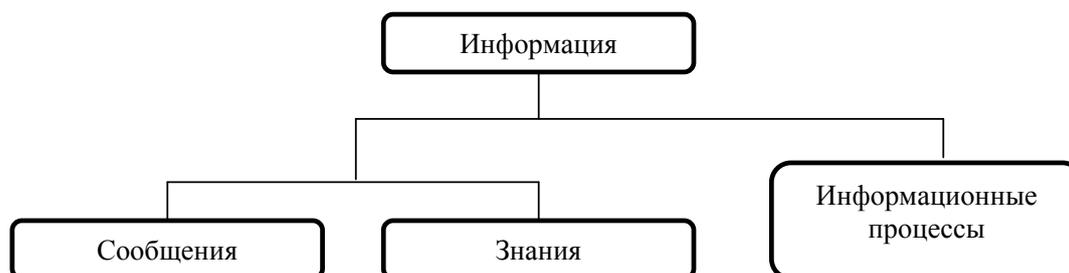 Информация
Информационные
процессы
Сообщения
Знания